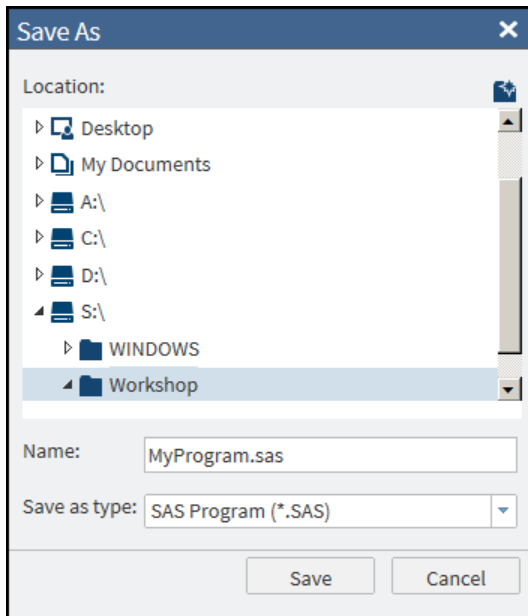 Save As
Location:
Desktop
My Documents
A:\
C:\
D:\
S:\
WINDOWS
Workshop
Name: MyProgram.sas
Save as type: SAS Program (*.SAS)
Save Cancel